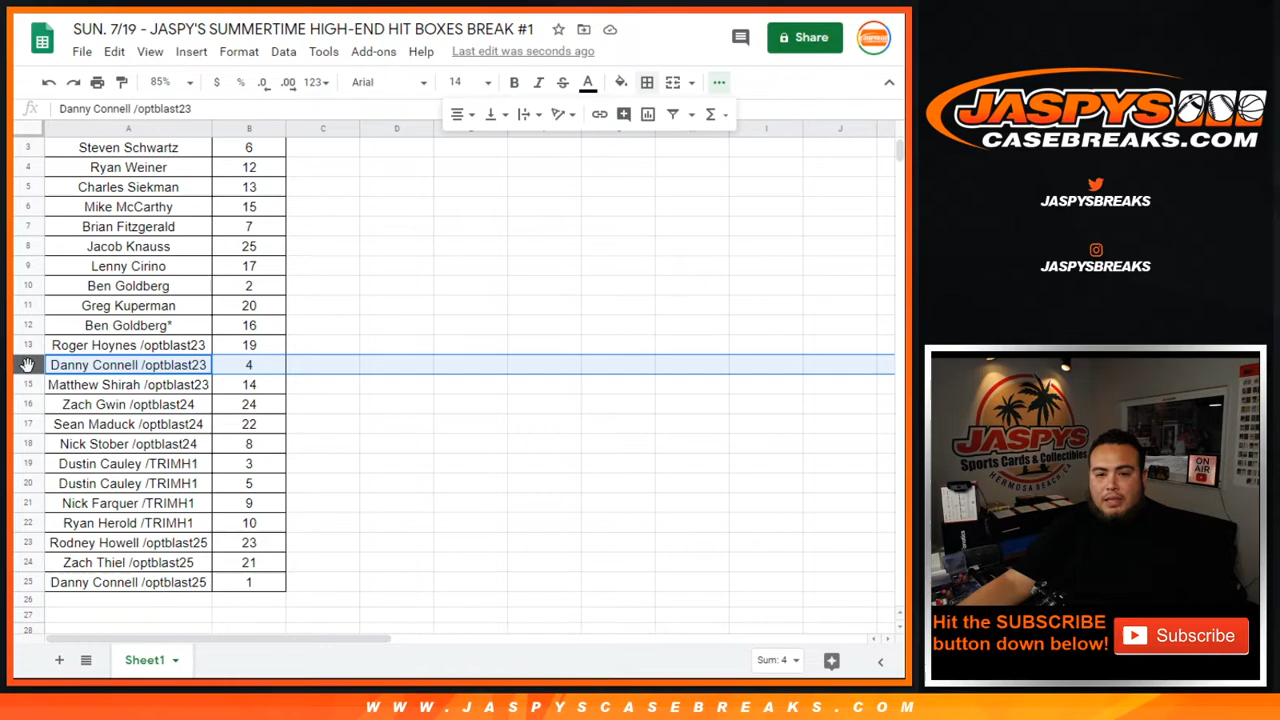 SUN. 7/19 - JASPY'S SUMMERTIME HIGH-END HIT BOXES BREAK #1
File Edit View Insert Format Data Tools Add-ons Help Last edit was seconds ago
Share
85% $ % .0 .00 123 Arial 14 B I S A
fx Danny Connell /optblast23
A B C D E F G H I J
3 Steven Schwartz 6
4 Ryan Weiner 12
5 Charles Siekman 13
6 Mike McCarthy 15
7 Brian Fitzgerald 7
8 Jacob Knauss 25
9 Lenny Cirino 17
10 Ben Goldberg 2
11 Greg Kuperman 20
12 Ben Goldberg* 16
13 Roger Hoynes /optblast23 19
Danny Connell /optblast23 4
15 Matthew Shirah /optblast23 14
16 Zach Gwin /optblast24 24
17 Sean Maduck /optblast24 22
18 Nick Stober /optblast24 8
19 Dustin Cauley /TRIMH1 3
20 Dustin Cauley /TRIMH1 5
21 Nick Farquer /TRIMH1 9
22 Ryan Herold /TRIMH1 10
23 Rodney Howell /optblast25 23
24 Zach Thiel /optblast25 21
25 Danny Connell /optblast25 1
26
27
28
Sheet1
Sum: 4
JASPYS
CASEBREAKS.COM
JASPYSBREAKS
JASPYSBREAKS
JASPYS
Sports Cards & Collectibles
HERMOSA BEACH, CA
ON
AIR
Hit the SUBSCRIBE
button down below!
Subscribe
WWW.JASPYSCASEBREAKS.COM